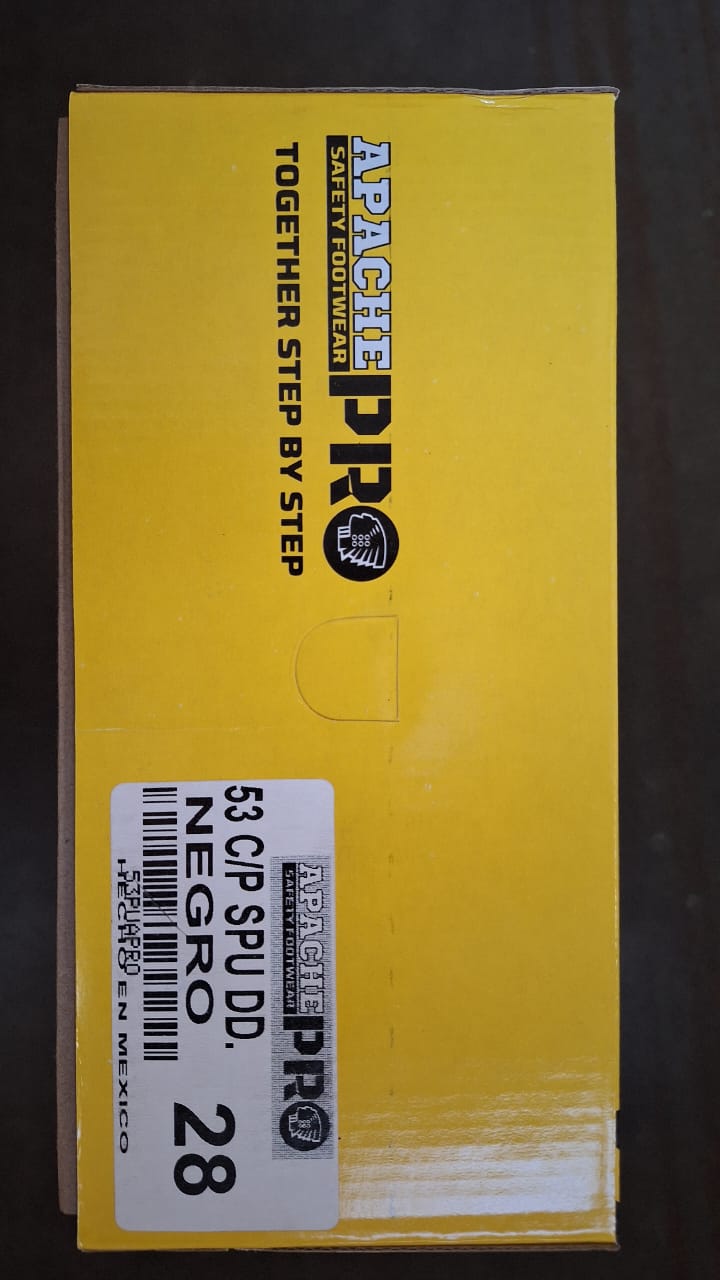 APACHE PRO
SAFETY FOOTWEAR
TOGETHER STEP BY STEP
APACHE PRO
SAFETY FOOTWEAR
53 C/P SPU DD.
NEGRO
28
53PUAPRO
HECHO EN MEXICO